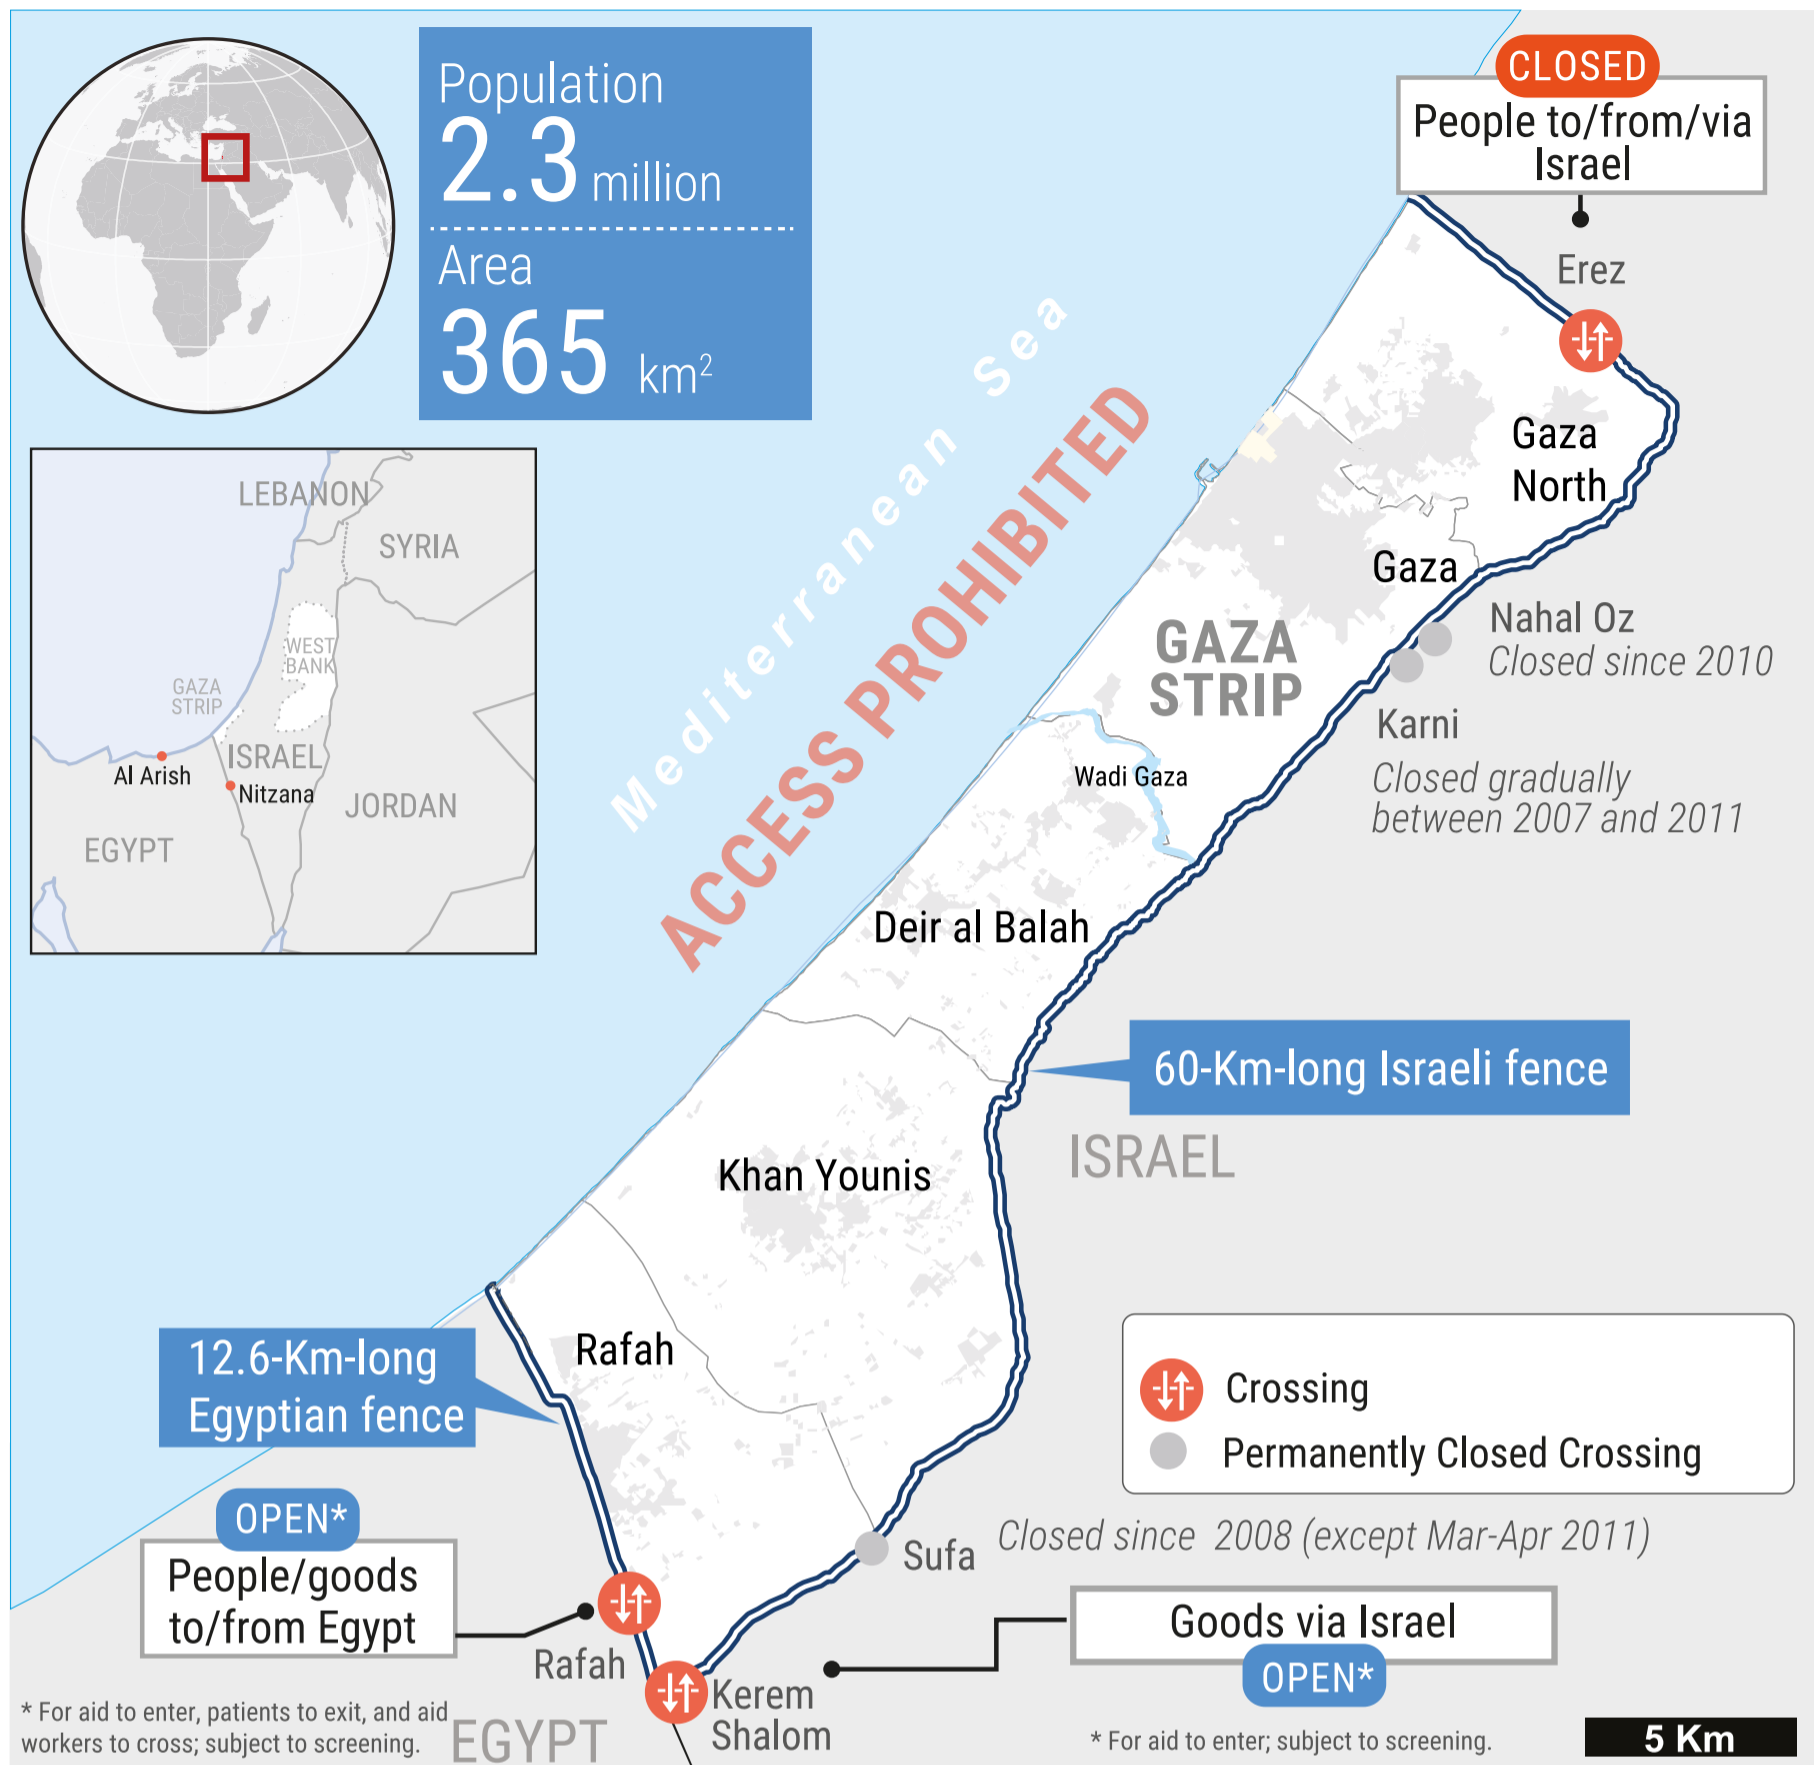 Population
2.3 million
Area
365 km²
CLOSED
People to/from/via
Israel
Erez
Mediterranean Sea
ACCESS PROHIBITED
Gaza
North
Gaza
Nahal Oz
Closed since 2010
GAZA
STRIP
Karni
Closed gradually
between 2007 and 2011
Wadi Gaza
LEBANON
SYRIA
WEST
BANK
GAZA
STRIP
ISRAEL
Al Arish
Nitzana
JORDAN
EGYPT
Deir al Balah
60-Km-long Israeli fence
ISRAEL
Khan Younis
Rafah
12.6-Km-long
Egyptian fence
Crossing
Permanently Closed Crossing
OPEN*
People/goods
to/from Egypt
Rafah
Sufa
Closed since 2008 (except Mar-Apr 2011)
Goods via Israel
OPEN*
Kerem
Shalom
EGYPT
* For aid to enter, patients to exit, and aid
workers to cross; subject to screening.
* For aid to enter; subject to screening.
5 Km